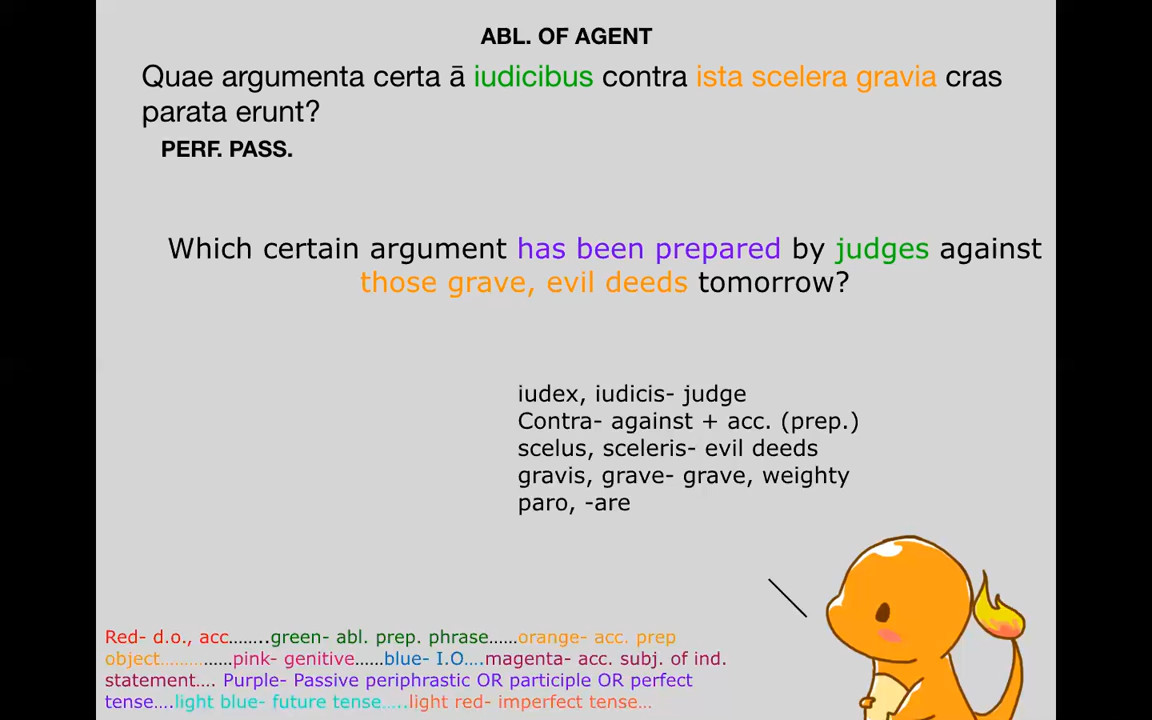 ABL. OF AGENT
Quae argumenta certa ā iudicibus contra ista scelera gravia cras
parata erunt?
PERF. PASS.
Which certain argument has been prepared by judges against
those grave, evil deeds tomorrow?
iudex, iudicis- judge
Contra- against + acc. (prep.)
scelus, sceleris- evil deeds
gravis, grave- grave, weighty
paro, -are
Red- d.o., acc……..green- abl. prep. phrase……orange- acc. prep
object……………pink- genitive……blue- I.O….magenta- acc. subj. of ind.
statement…. Purple- Passive periphrastic OR participle OR perfect
tense….light blue- future tense…..light red- imperfect tense…